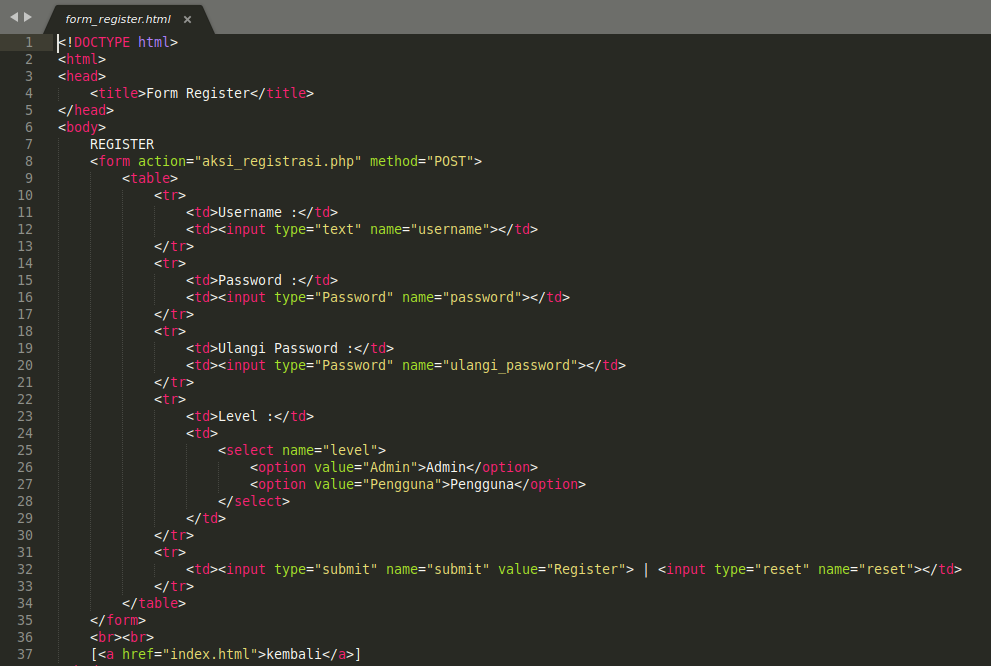 form_register.html ×
1 <!DOCTYPE html>
2 <html>
3 <head>
4 <title>Form Register</title>
5 </head>
6 <body>
7 REGISTER
8 <form action="aksi_registrasi.php" method="POST">
9 <table>
10 <tr>
11 <td>Username :</td>
12 <td><input type="text" name="username"></td>
13 </tr>
14 <tr>
15 <td>Password :</td>
16 <td><input type="Password" name="password"></td>
17 </tr>
18 <tr>
19 <td>Ulangi Password :</td>
20 <td><input type="Password" name="ulangi_password"></td>
21 </tr>
22 <tr>
23 <td>Level :</td>
24 <td>
25 <select name="level">
26 <option value="Admin">Admin</option>
27 <option value="Pengguna">Pengguna</option>
28 </select>
29 </td>
30 </tr>
31 <tr>
32 <td><input type="submit" name="submit" value="Register"> | <input type="reset" name="reset"></td>
33 </tr>
34 </table>
35 </form>
36 <br><br>
37 [<a href="index.html">kembali</a>]